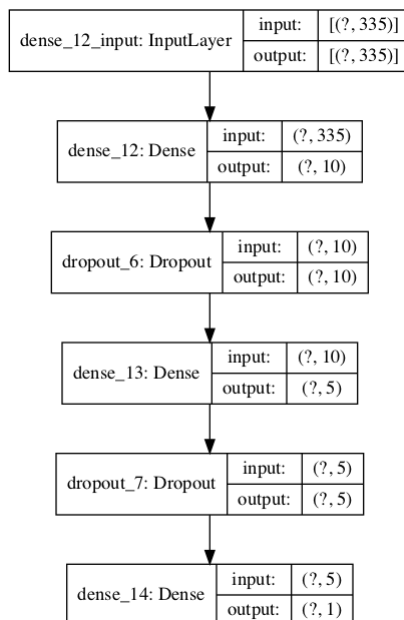 dense_12_input: InputLayer input: [(?, 335)]
output: [(?, 335)]
dense_12: Dense input: (?, 335)
output: (?, 10)
dropout_6: Dropout input: (?, 10)
output: (?, 10)
dense_13: Dense input: (?, 10)
output: (?, 5)
dropout_7: Dropout input: (?, 5)
output: (?, 5)
dense_14: Dense input: (?, 5)
output: (?, 1)